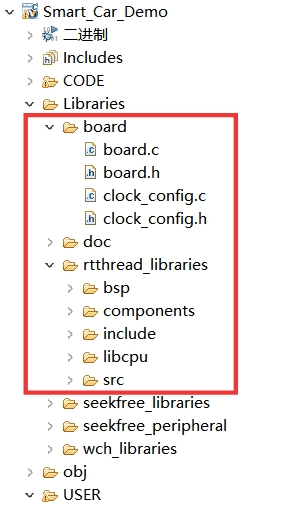 Smart_Car_Demo
二进制
Includes
CODE
Libraries
board
board.c
board.h
clock_config.c
clock_config.h
doc
rtthread_libraries
bsp
components
include
libcpu
src
seekfree_libraries
seekfree_peripheral
wch_libraries
obj
USER